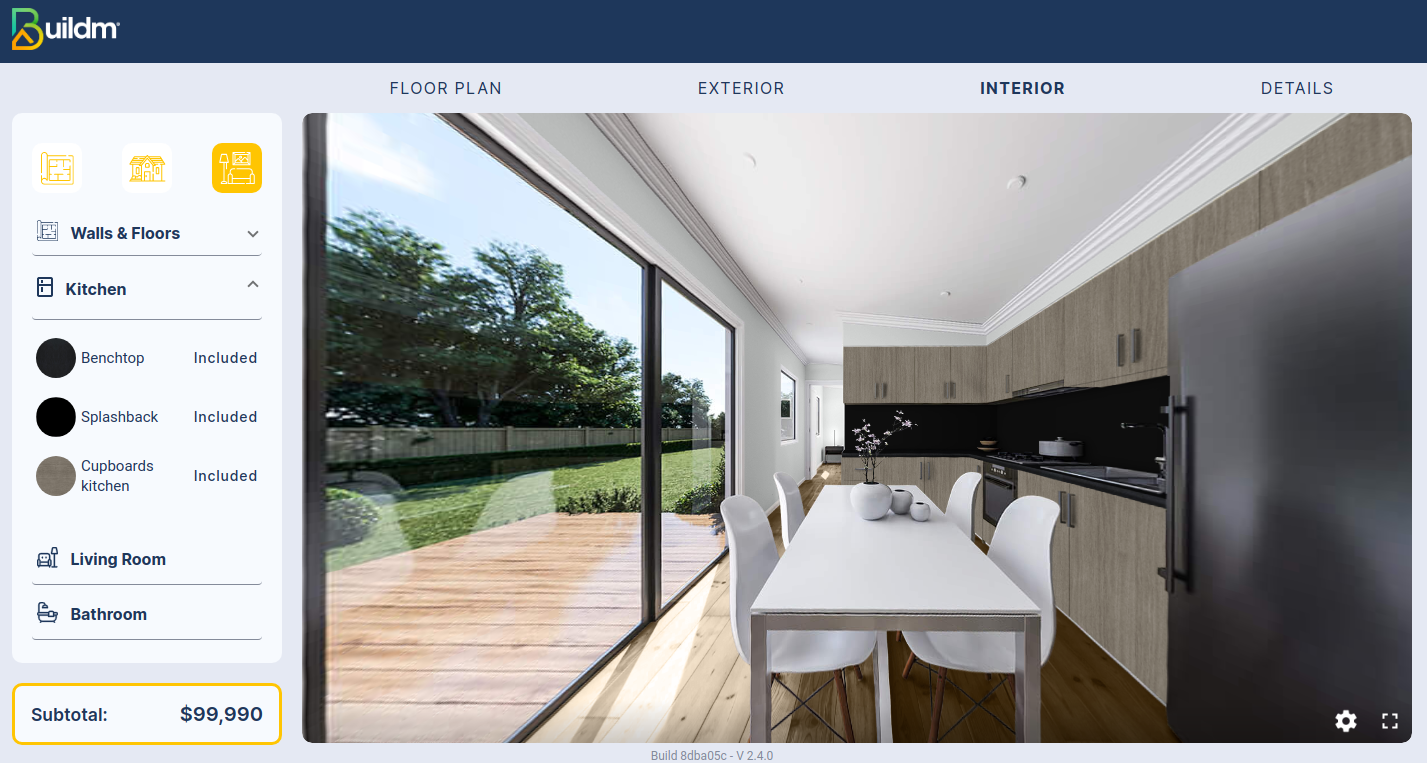 Buildm
FLOOR PLAN
EXTERIOR
INTERIOR
DETAILS
Walls & Floors
Kitchen
Benchtop
Included
Splashback
Included
Cupboards
kitchen
Included
Living Room
Bathroom
Subtotal:
$99,990
Build 8dba05c - V 2.4.0